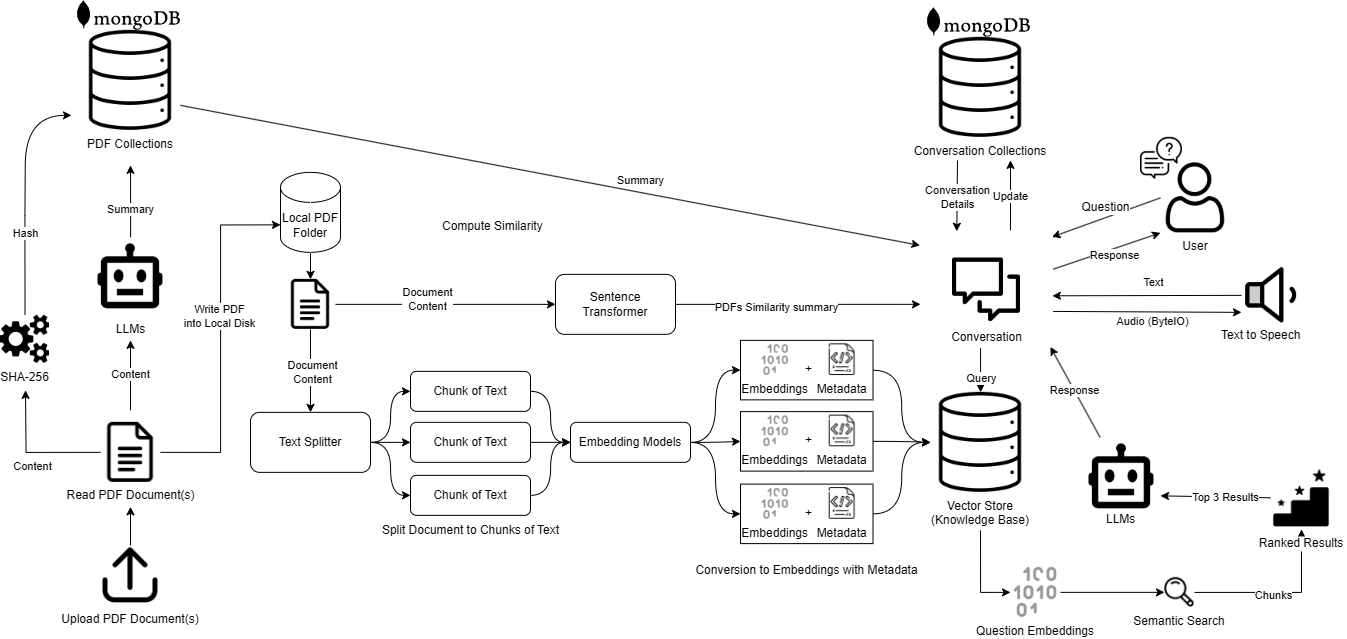 mongoDB
PDF Collections
Hash
Summary
LLMs
Content
SHA-256
Content
Read PDF Document(s)
Upload PDF Document(s)
Write PDF
into Local Disk
Local PDF
Folder
Compute Similarity
Summary
Document
Content
Sentence
Transformer
PDFs Similarity summary
Document
Content
Text Splitter
Chunk of Text
Chunk of Text
Chunk of Text
Split Document to Chunks of Text
Embedding Models
100
1010
01
+
</>
Embeddings
Metadata
100
1010
01
+
</>
Embeddings
Metadata
100
1010
01
+
</>
Embeddings
Metadata
Conversion to Embeddings with Metadata
mongoDB
Conversation Collections
Conversation
Details
Update
?
Question
Response
User
Text
Audio (ByteIO)
Text to Speech
Conversation
Query
Response
Vector Store
(Knowledge Base)
LLMs
Top 3 Results
Ranked Results
100
1010
01
Question Embeddings
Semantic Search
Chunks